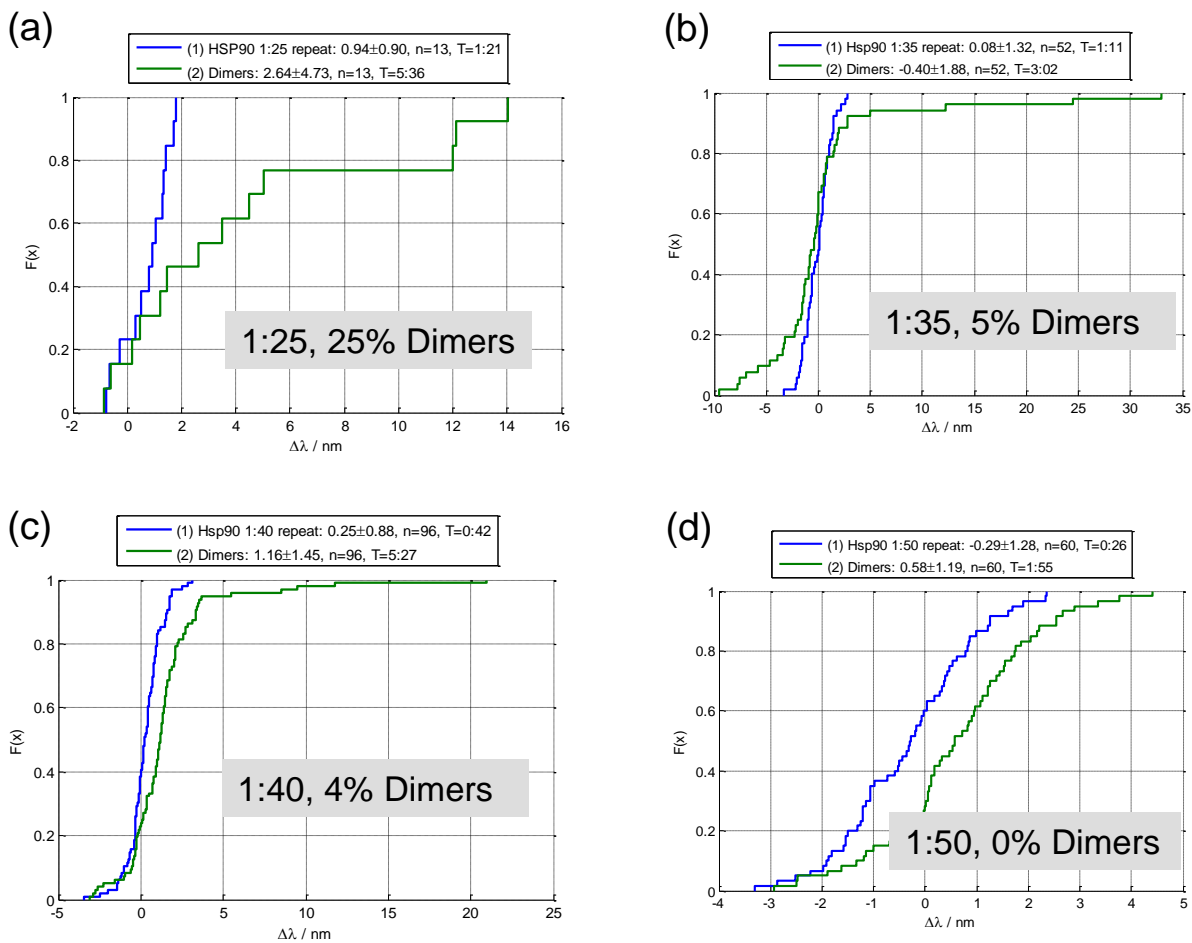 (a)
(1) HSP90 1:25 repeat: 0.94±0.90, n=13, T=1:21
(2) Dimers: 2.64±4.73, n=13, T=5:36
1
0.8
0.6
0.4
0.2
0
F(x)
1:25, 25% Dimers
-2 0 2 4 6 8 10 12 14 16
Δλ / nm
(b)
(1) Hsp90 1:35 repeat: 0.08±1.32, n=52, T=1:11
(2) Dimers: -0.40±1.88, n=52, T=3:02
1
0.8
0.6
0.4
0.2
0
F(x)
1:35, 5% Dimers
-10 -5 0 5 10 15 20 25 30 35
Δλ / nm
(c)
(1) Hsp90 1:40 repeat: 0.25±0.88, n=96, T=0:42
(2) Dimers: 1.16±1.45, n=96, T=5:27
1
0.8
0.6
0.4
0.2
0
F(x)
1:40, 4% Dimers
-5 0 5 10 15 20 25
Δλ / nm
(d)
(1) Hsp90 1:50 repeat: -0.29±1.28, n=60, T=0:26
(2) Dimers: 0.58±1.19, n=60, T=1:55
1
0.8
0.6
0.4
0.2
0
F(x)
1:50, 0% Dimers
-4 -3 -2 -1 0 1 2 3 4 5
Δλ / nm